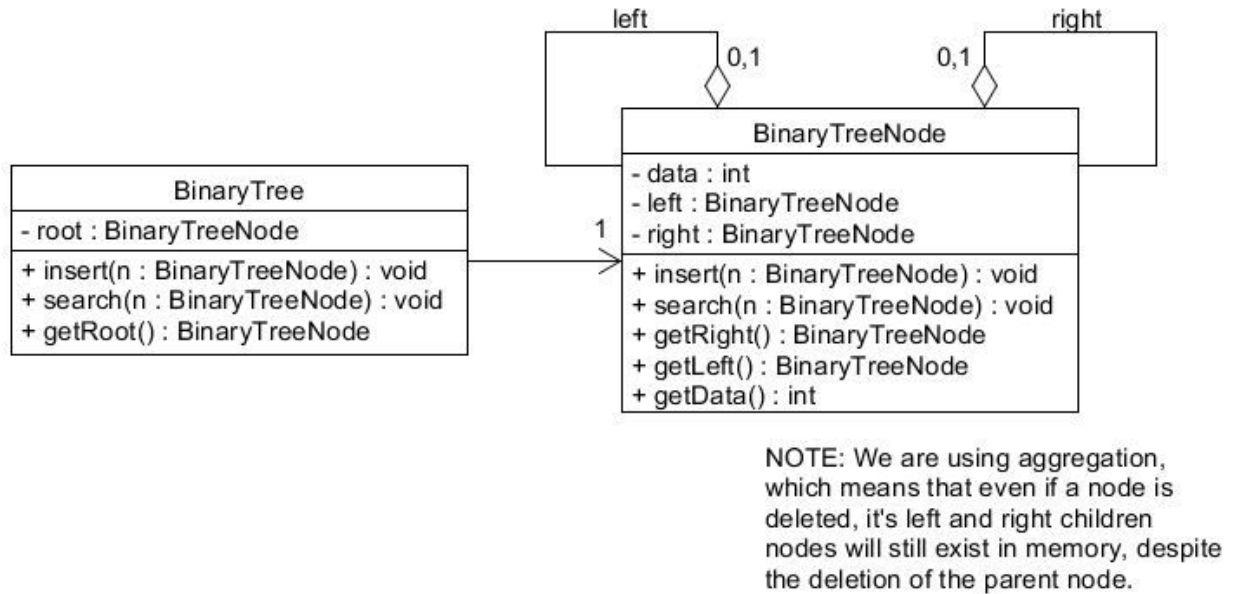 left
right
0,1
0,1
BinaryTreeNode
- data : int
- left : BinaryTreeNode
- right : BinaryTreeNode
+ insert(n : BinaryTreeNode) : void
+ search(n : BinaryTreeNode) : void
+ getRight() : BinaryTreeNode
+ getLeft() : BinaryTreeNode
+ getData() : int
BinaryTree
- root : BinaryTreeNode
+ insert(n : BinaryTreeNode) : void
+ search(n : BinaryTreeNode) : void
+ getRoot() : BinaryTreeNode
1
NOTE: We are using aggregation,
which means that even if a node is
deleted, it's left and right children
nodes will still exist in memory, despite
the deletion of the parent node.